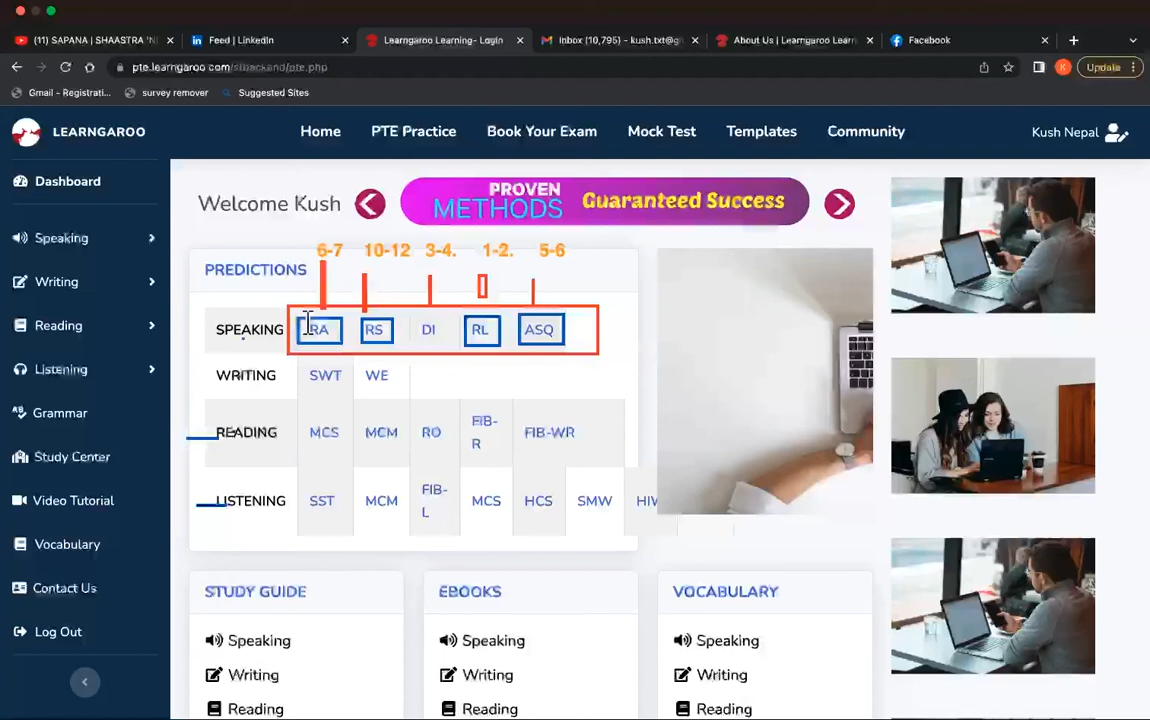 (11) SAPANA | SHAASTRA 'NI
Feed | LinkedIn
Learngaroo Learning- Login
Inbox (10,795) - kush.txt@g
About Us | Learngaroo Learn
Facebook
pte.learngaroo.com
Update
Gmail - Registrati...
survey remover
Suggested Sites
LEARNGAROO
Home
PTE Practice
Book Your Exam
Mock Test
Templates
Community
Kush Nepal
Dashboard
Speaking
Writing
Reading
Listening
Grammar
Study Center
Video Tutorial
Vocabulary
Contact Us
Log Out
Welcome Kush
PROVEN
METHODS
Guaranteed Success
6-7 10-12 3-4. 1-2. 5-6
PREDICTIONS
SPEAKING RA RS DI RL ASQ
WRITING SWT WE
READING MCS MCM RO FIB-R FIB-WR
LISTENING SST MCM FIB-L MCS HCS SMW HIW
STUDY GUIDE
Speaking
Writing
Reading
EBOOKS
Speaking
Writing
Reading
VOCABULARY
Speaking
Writing
Reading